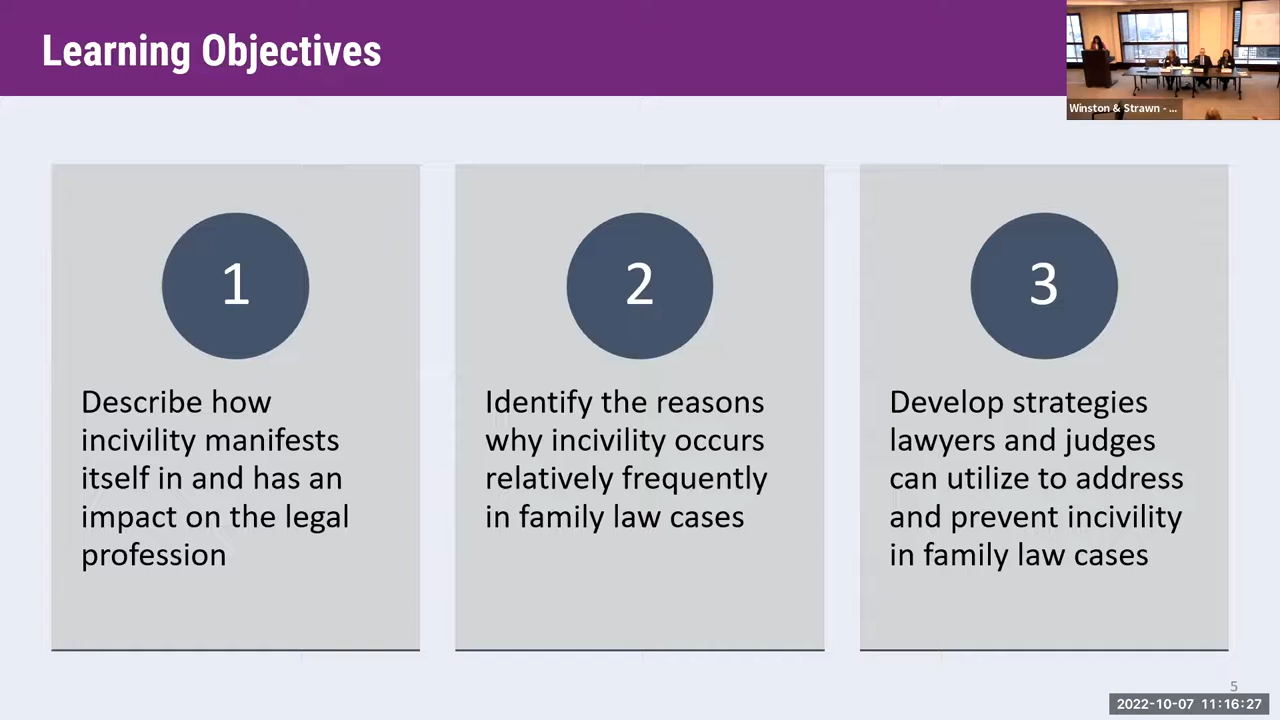 Learning Objectives
Winston & Strawn - ...
1
Describe how
incivility manifests
itself in and has an
impact on the legal
profession
2
Identify the reasons
why incivility occurs
relatively frequently
in family law cases
3
Develop strategies
lawyers and judges
can utilize to address
and prevent incivility
in family law cases
5
2022-10-07 11:16:27